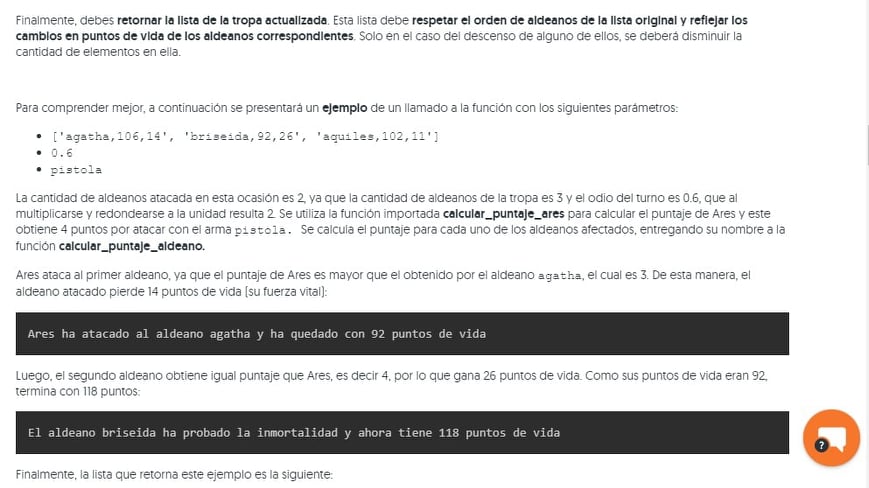 Finalmente, debes retornar la lista de la tropa actualizada. Esta lista debe respetar el orden de aldeanos de la lista original y reflejar los
cambios en puntos de vida de los aldeanos correspondientes. Solo en el caso del descenso de alguno de ellos, se deberá disminuir la
cantidad de elementos en ella.
Para comprender mejor, a continuación se presentará un ejemplo de un llamado a la función con los siguientes parámetros:
• ['agatha,106,14', 'briseida,92,26', 'aquiles,102,11']
• 0.6
• pistola
La cantidad de aldeanos atacada en esta ocasión es 2, ya que la cantidad de aldeanos de la tropa es 3 y el odio del turno es 0.6, que al
multiplicarse y redondearse a la unidad resulta 2. Se utiliza la función importada calcular_puntaje_ares para calcular el puntaje de Ares y este
obtiene 4 puntos por atacar con el arma pistola. Se calcula el puntaje para cada uno de los aldeanos afectados, entregando su nombre a la
función calcular_puntaje_aldeano.
Ares ataca al primer aldeano, ya que el puntaje de Ares es mayor que el obtenido por el aldeano agatha, el cual es 3. De esta manera, el
aldeano atacado pierde 14 puntos de vida (su fuerza vital):
Ares ha atacado al aldeano agatha y ha quedado con 92 puntos de vida
Luego, el segundo aldeano obtiene igual puntaje que Ares, es decir 4, por lo que gana 26 puntos de vida. Como sus puntos de vida eran 92,
termina con 118 puntos:
El aldeano briseida ha probado la inmortalidad y ahora tiene 118 puntos de vida
?
Finalmente, la lista que retorna este ejemplo es la siguiente: